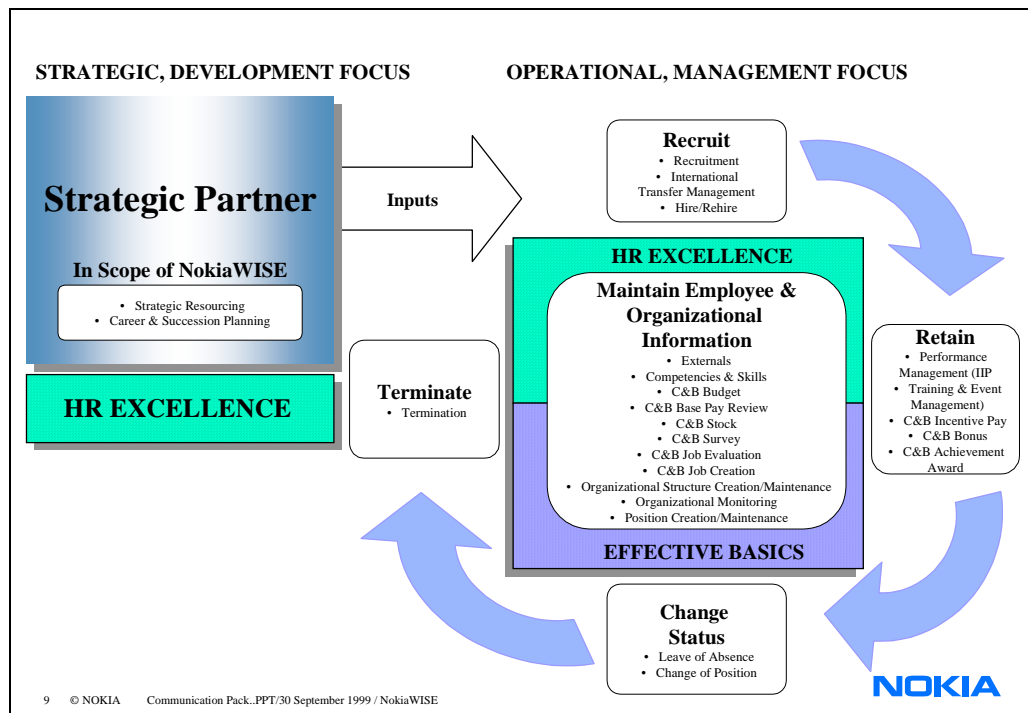 STRATEGIC, DEVELOPMENT FOCUS
OPERATIONAL, MANAGEMENT FOCUS
Strategic Partner
In Scope of NokiaWISE
• Strategic Resourcing
• Career & Succession Planning
HR EXCELLENCE
Inputs
Recruit
• Recruitment
• International
Transfer Management
• Hire/Rehire
HR EXCELLENCE
Maintain Employee &
Organizational
Information
• Externals
• Competencies & Skills
• C&B Budget
• C&B Base Pay Review
• C&B Stock
• C&B Survey
• C&B Job Evaluation
• C&B Job Creation
• Organizational Structure Creation/Maintenance
• Organizational Monitoring
• Position Creation/Maintenance
EFFECTIVE BASICS
Retain
• Performance
Management (IIP
• Training & Event
Management)
• C&B Incentive Pay
• C&B Bonus
• C&B Achievement
Award
Change
Status
• Leave of Absence
• Change of Position
Terminate
• Termination
9 © NOKIA Communication Pack..PPT/30 September 1999 / NokiaWISE
NOKIA